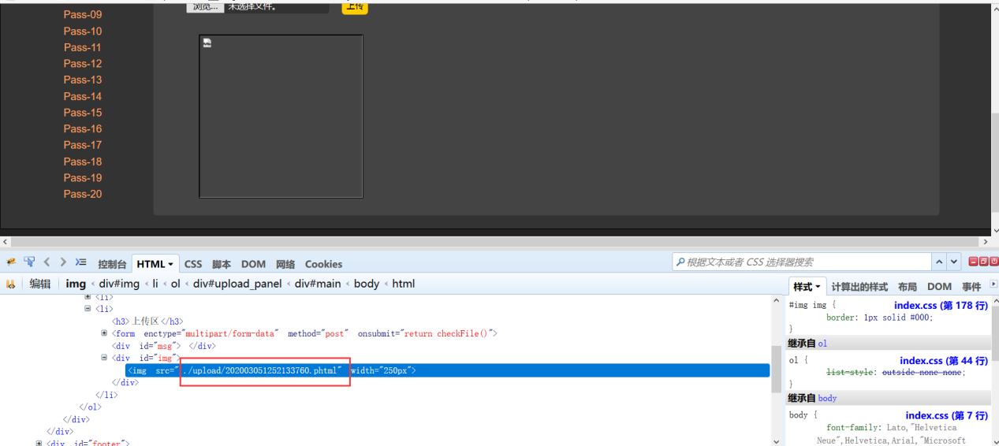 浏览... 未选择文件。 上传
Pass-09
Pass-10
Pass-11
Pass-12
Pass-13
Pass-14
Pass-15
Pass-16
Pass-17
Pass-18
Pass-19
Pass-20
控制台 HTML CSS 脚本 DOM 网络 Cookies 根据文本或者 CSS 选择器搜索
编辑 img < div#img < li < ol < div#upload_panel < div#main < body < html
<li>
<li>
<h3>上传区</h3>
<form enctype="multipart/form-data" method="post" onsubmit="return checkFile()">
<div id="msg"> </div>
<div id="img">
<img src="../upload/202003051252133760.phtml" width="250px">
</div>
</li>
</ol>
</div>
</div>
<div id="footer">
样式 计算出的样式 布局 DOM 事件
#img img { index.css (第 178 行)
border: 1px solid #000;
}
继承自 ol
ol { index.css (第 44 行)
list-style: outside none none;
}
继承自 body
body { index.css (第 7 行)
font-family: Lato,"Helvetica
Neue",Helvetica,Arial,"Microsoft